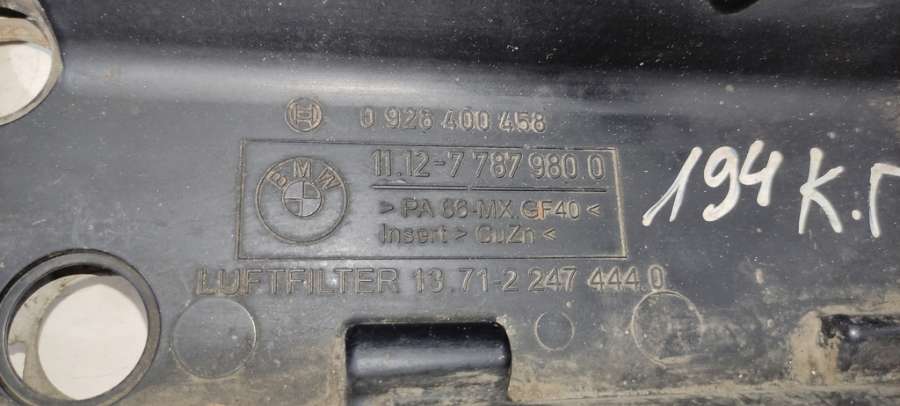 0 928 400 458
BMW
11.12-7 787 980.0
> PA 66-MX.GF40 <
Insert > CuZn <
LUFTFILTER 13.71-2 247 444.0
194 К.Г